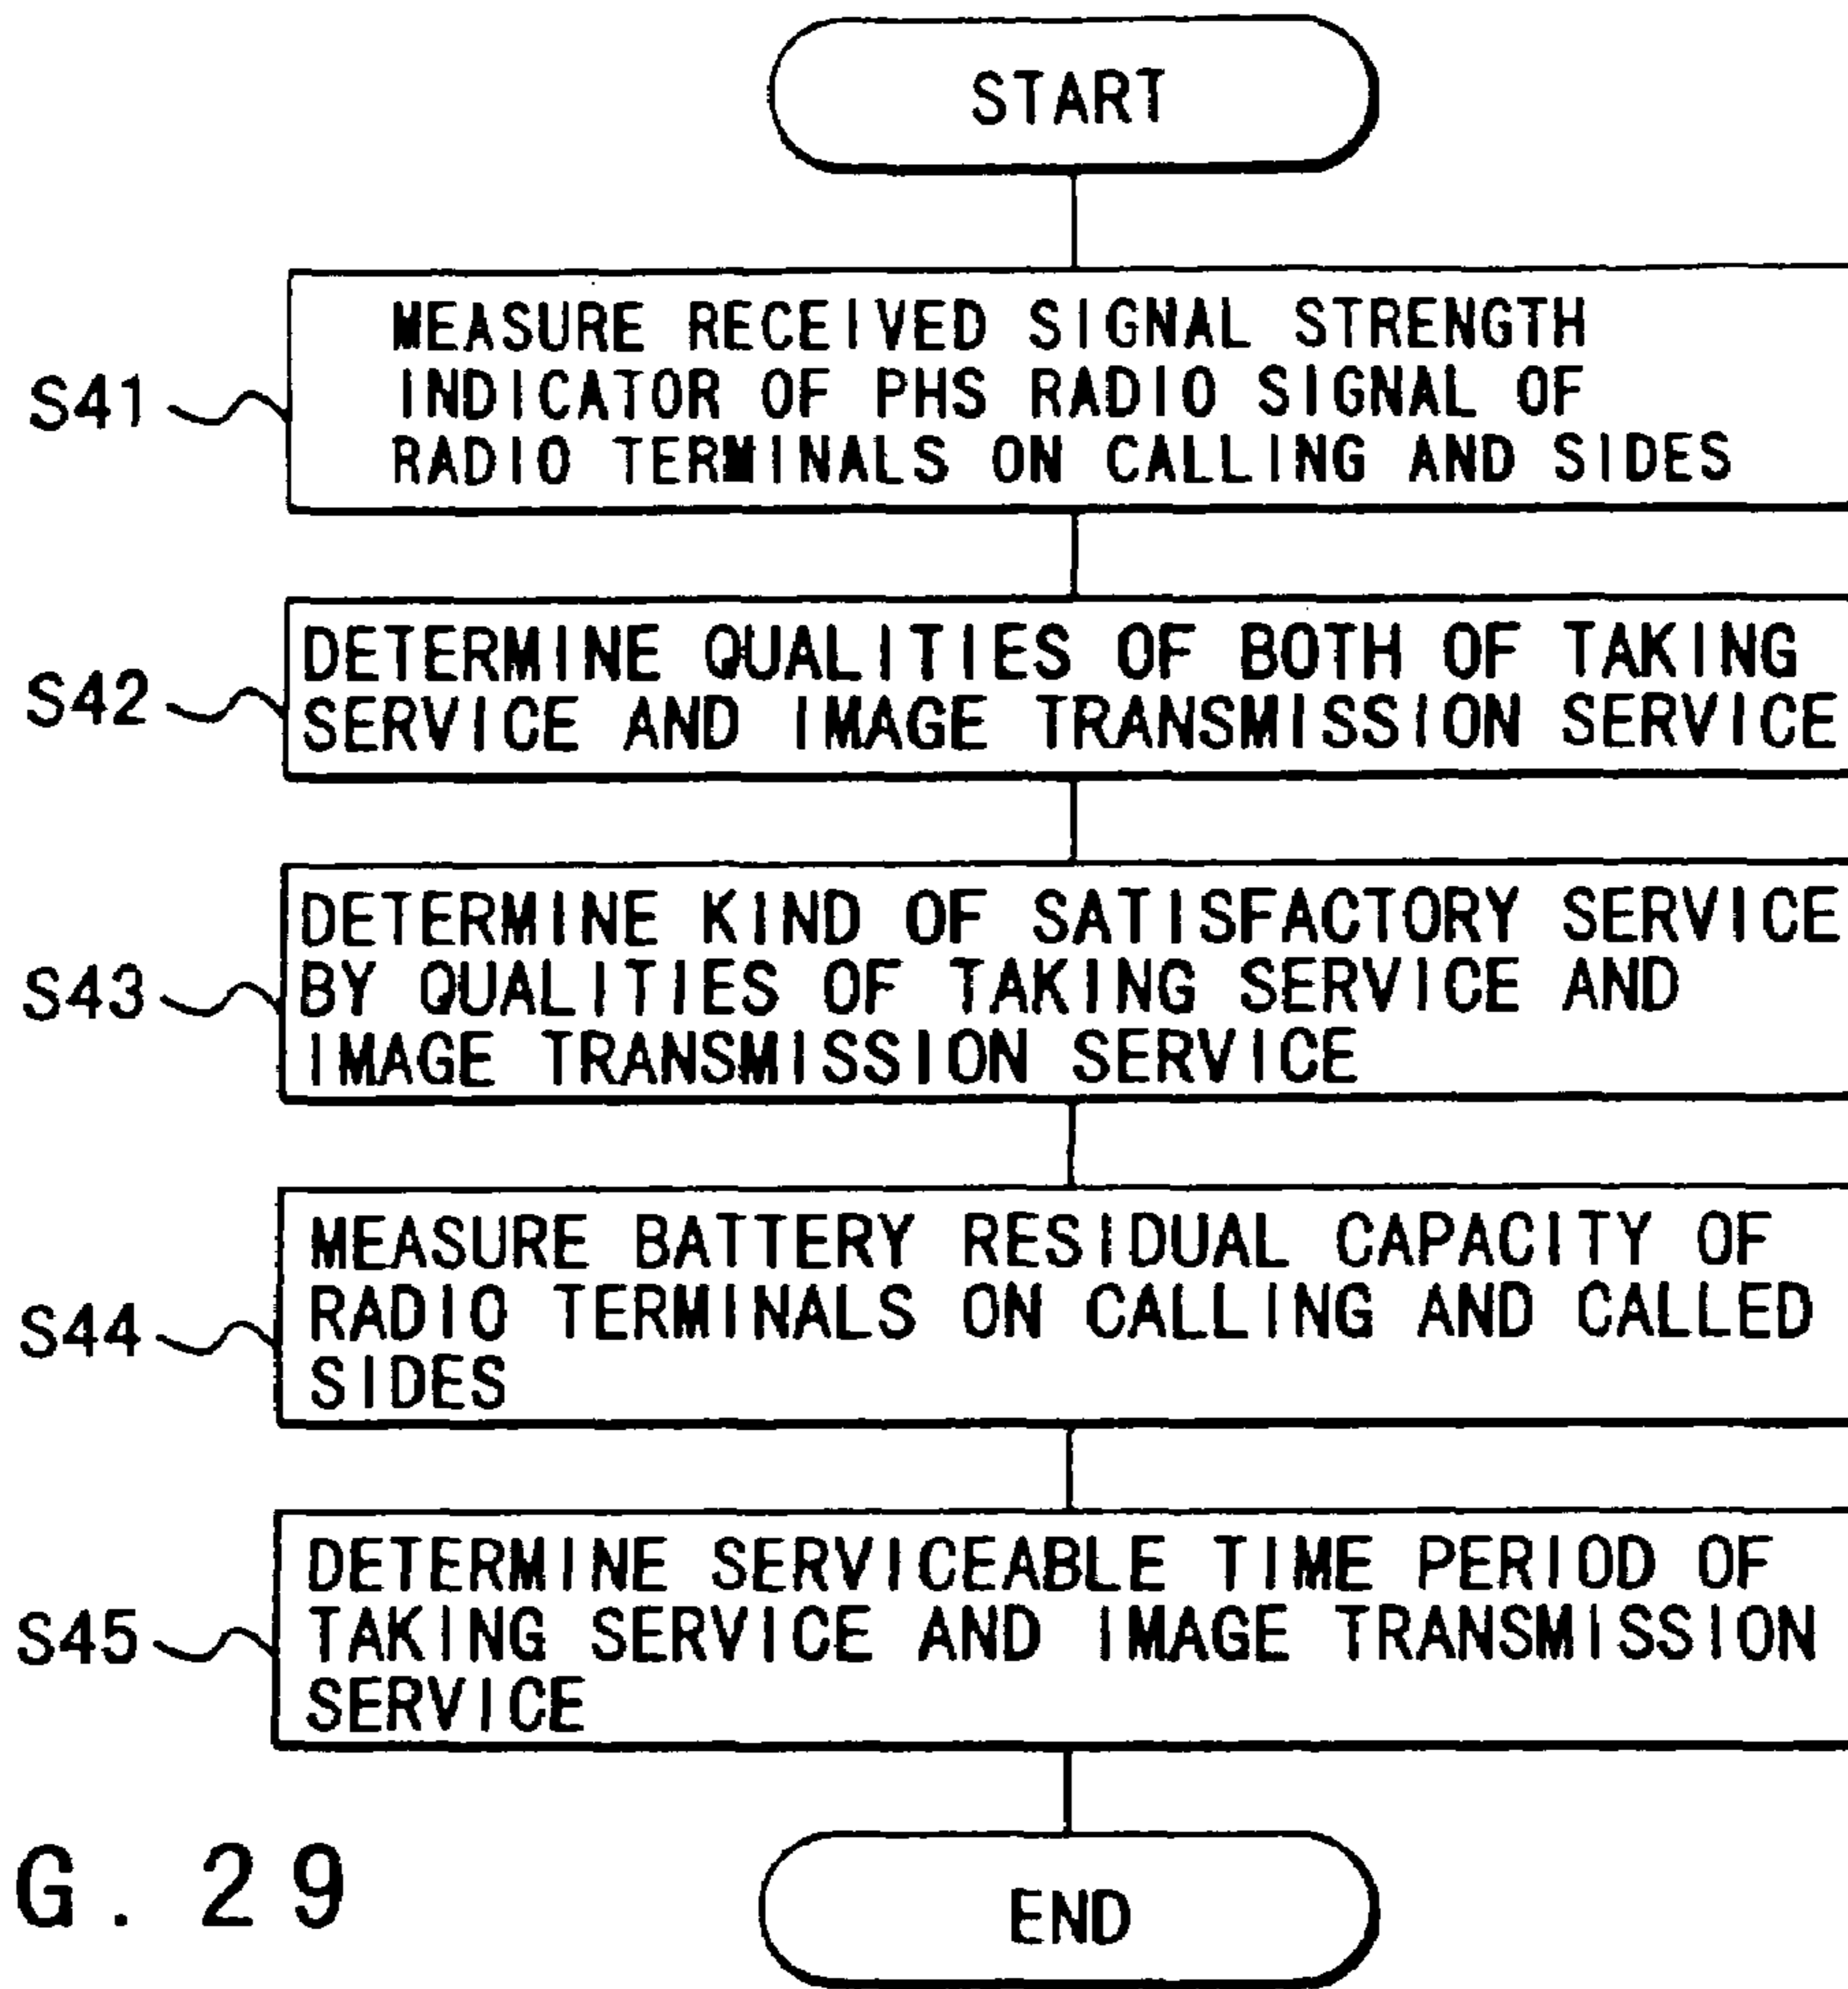 START
MEASURE RECEIVED SIGNAL STRENGTH
INDICATOR OF PHS RADIO SIGNAL OF
RADIO TERMINALS ON CALLING AND SIDES
S41
DETERMINE QUALITIES OF BOTH OF TAKING
SERVICE AND IMAGE TRANSMISSION SERVICE
S42
DETERMINE KIND OF SATISFACTORY SERVICE
BY QUALITIES OF TAKING SERVICE AND
IMAGE TRANSMISSION SERVICE
S43
MEASURE BATTERY RESIDUAL CAPACITY OF
RADIO TERMINALS ON CALLING AND CALLED
SIDES
S44
DETERMINE SERVICEABLE TIME PERIOD OF
TAKING SERVICE AND IMAGE TRANSMISSION
SERVICE
S45
G. 29
END